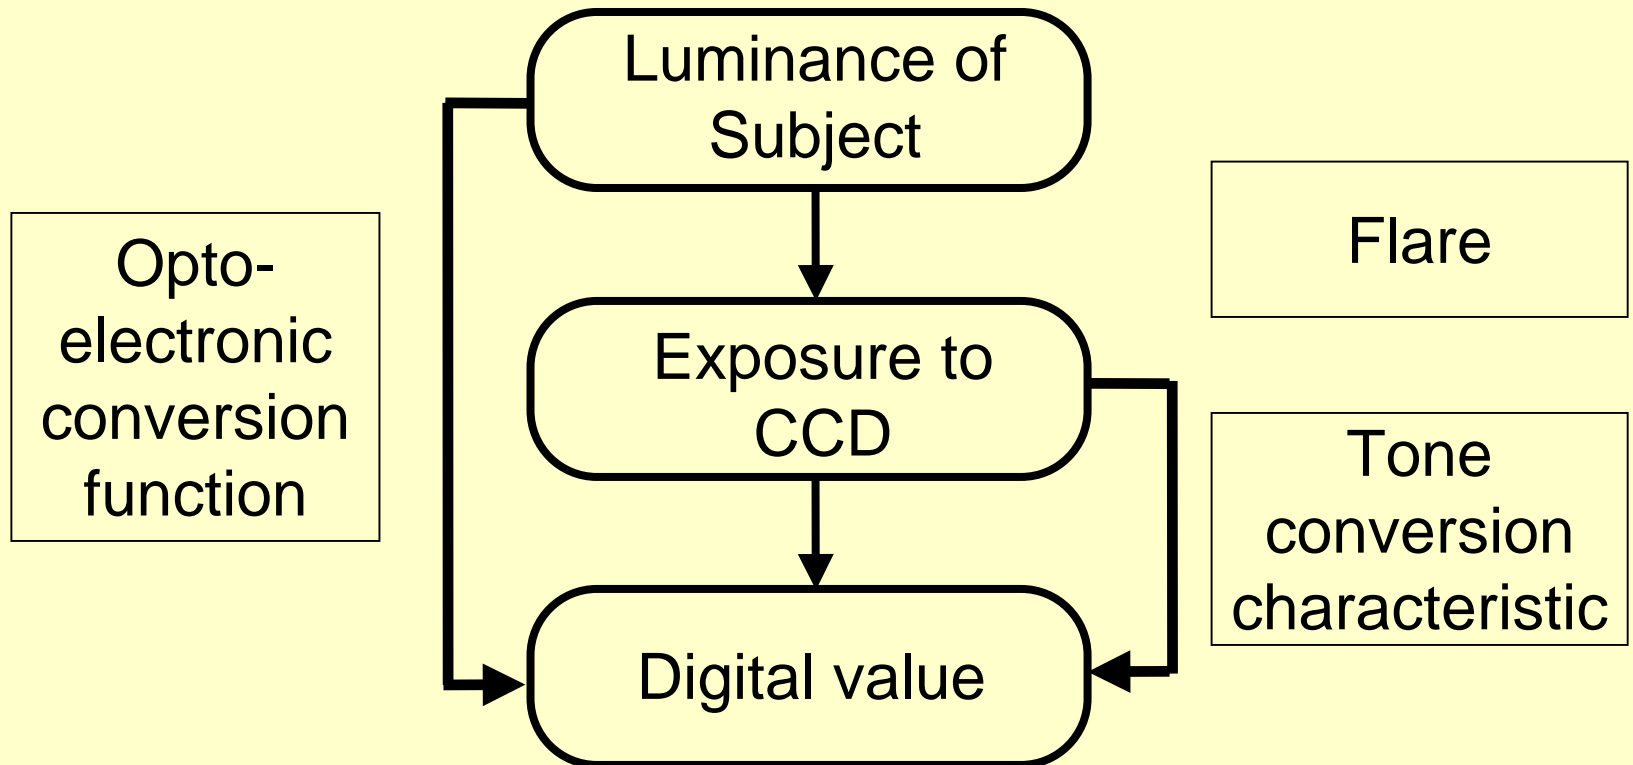 Luminance of
Subject
Opto-
electronic
conversion
function
Flare
Exposure to
CCD
Tone
conversion
characteristic
Digital value